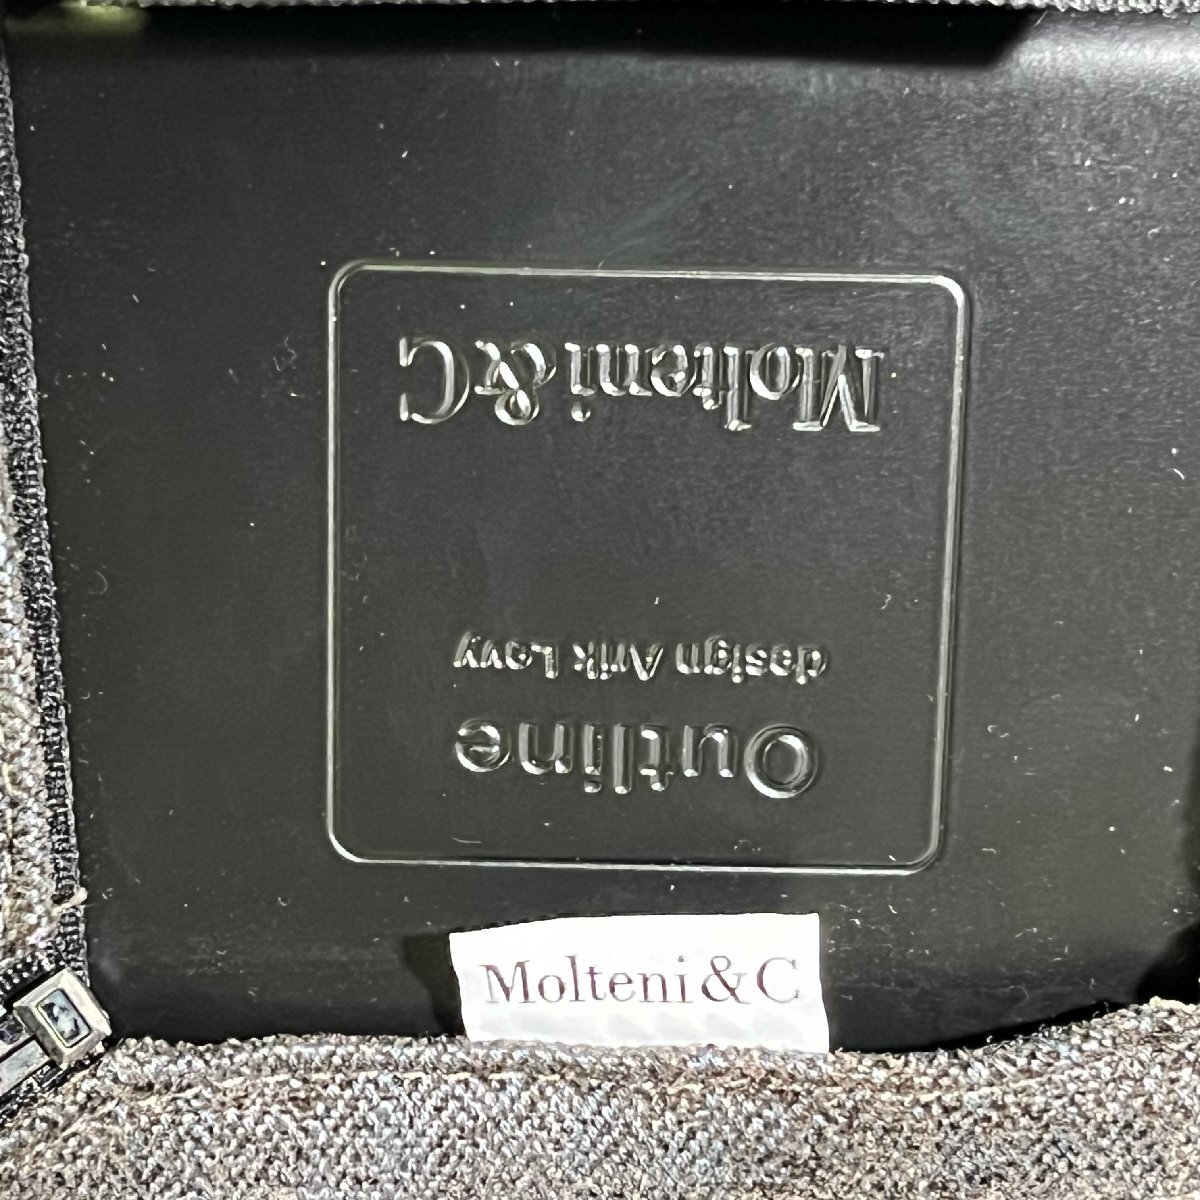 Molteni&C
design Arik Levy
Outline
Molteni&C